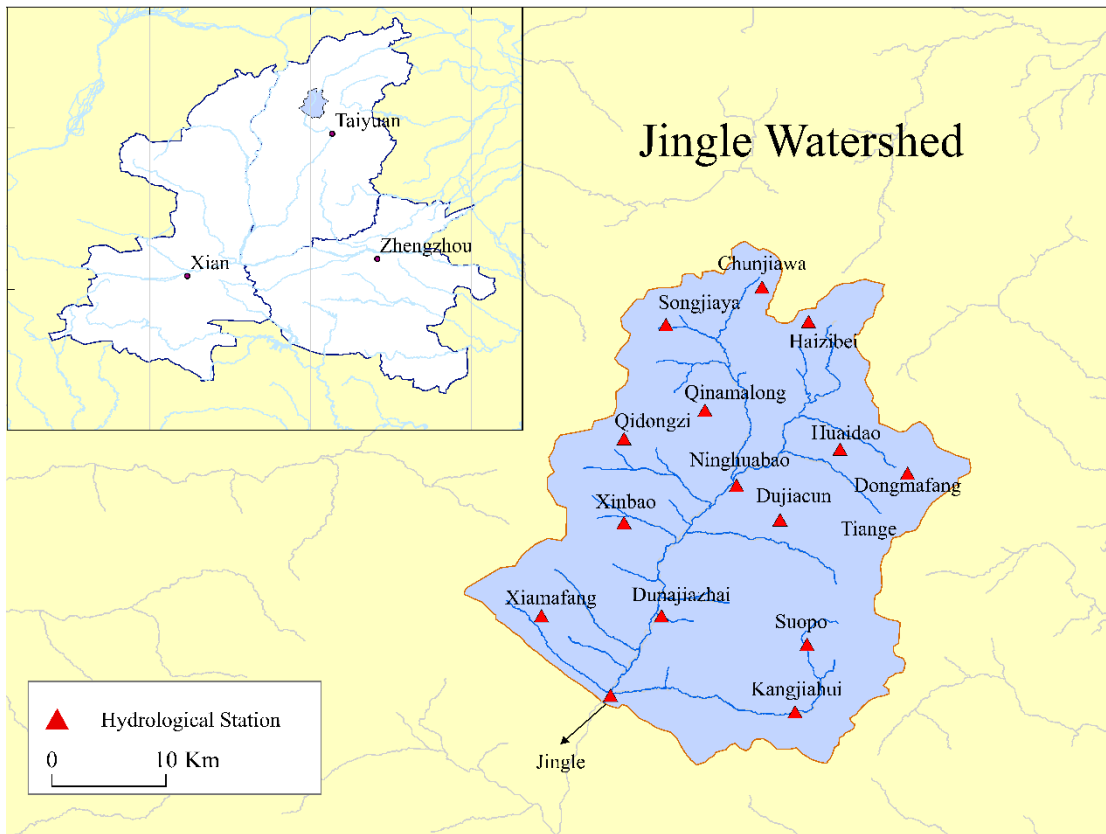 Taiyuan
Zhengzhou
Xian
Jingle Watershed
Chunjiawa
Songjiaya
Haizibei
Qinamalong
Qidongzi
Huaidao
Ninghuabao
Dongmafang
Dujiacun
Xinbao
Tiange
Xiamafang
Dunajiazhai
Suopo
Kangjiahui
Jingle
Hydrological Station
0 10 Km